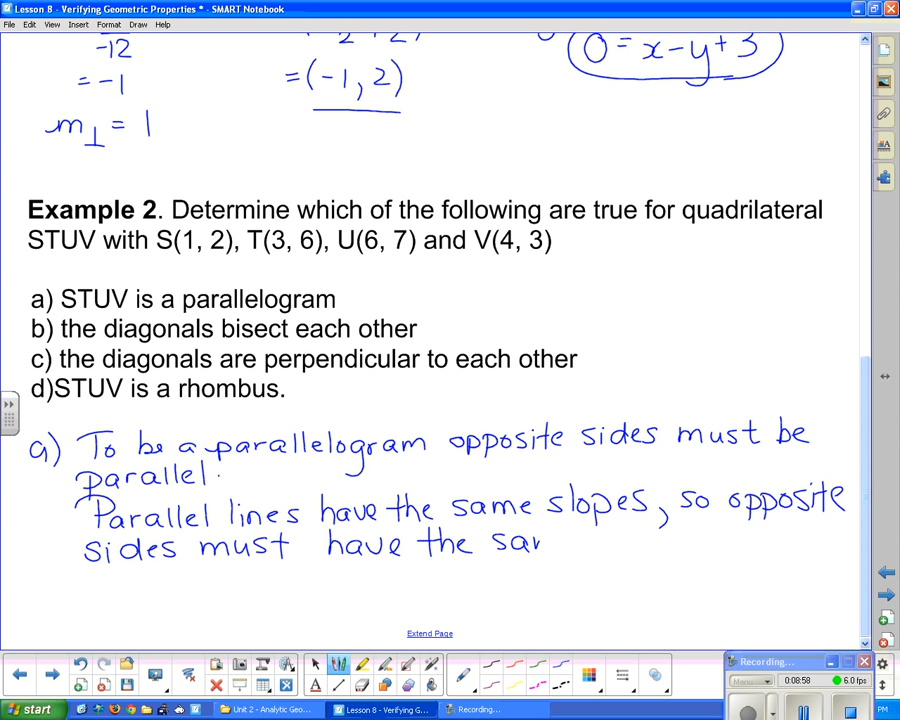 Lesson 8 - Verifying Geometric Properties * - SMART Notebook
File Edit View Insert Format Draw Help
-12
= -1
= (-1, 2)
0 = x - y + 3
m⊥ = 1
Example 2. Determine which of the following are true for quadrilateral
STUV with S(1, 2), T(3, 6), U(6, 7) and V(4, 3)
a) STUV is a parallelogram
b) the diagonals bisect each other
c) the diagonals are perpendicular to each other
d)STUV is a rhombus.
a) To be a parallelogram opposite sides must be
parallel.
Parallel lines have the same slopes, so opposite
sides must have the sam
Extend Page
Recording...
Menu
0:08:58
6.0 fps
start
Unit 2 - Analytic Geo...
Lesson 8 - Verifying G...
Recording...
PM